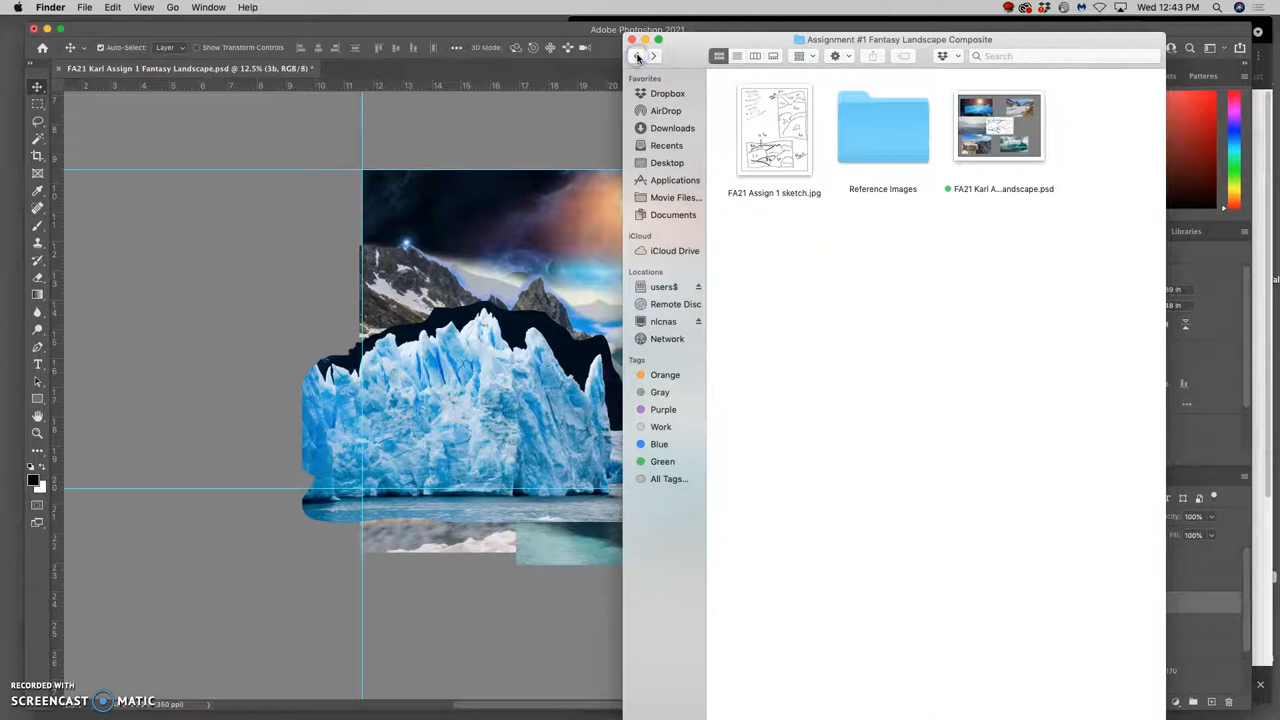 Finder File Edit View Go Window Help Wed 12:43 PM
Adobe Photoshop 2021
Assignment #1 Fantasy Landscape Composite
Auto-Select: Layer Show Transform Controls 3D Mode:
Search
FA21 Karl Assign 1 Fantasy Landscape.psd @ 12.5% (3b, RGB/8) *
Swatches Patterns
Favorites
Dropbox
AirDrop
Downloads
Recents
Desktop
Applications
Movie Files...
Documents
iCloud
iCloud Drive
Locations
users$
Remote Disc
nlcnas
Network
Tags
Orange
Gray
Purple
Work
Blue
Green
All Tags...
FA21 Assign 1 sketch.jpg
Reference Images
FA21 Karl A...andscape.psd
Libraries
100%
Fill: 100%
RECORDED WITH
SCREENCAST MATIC